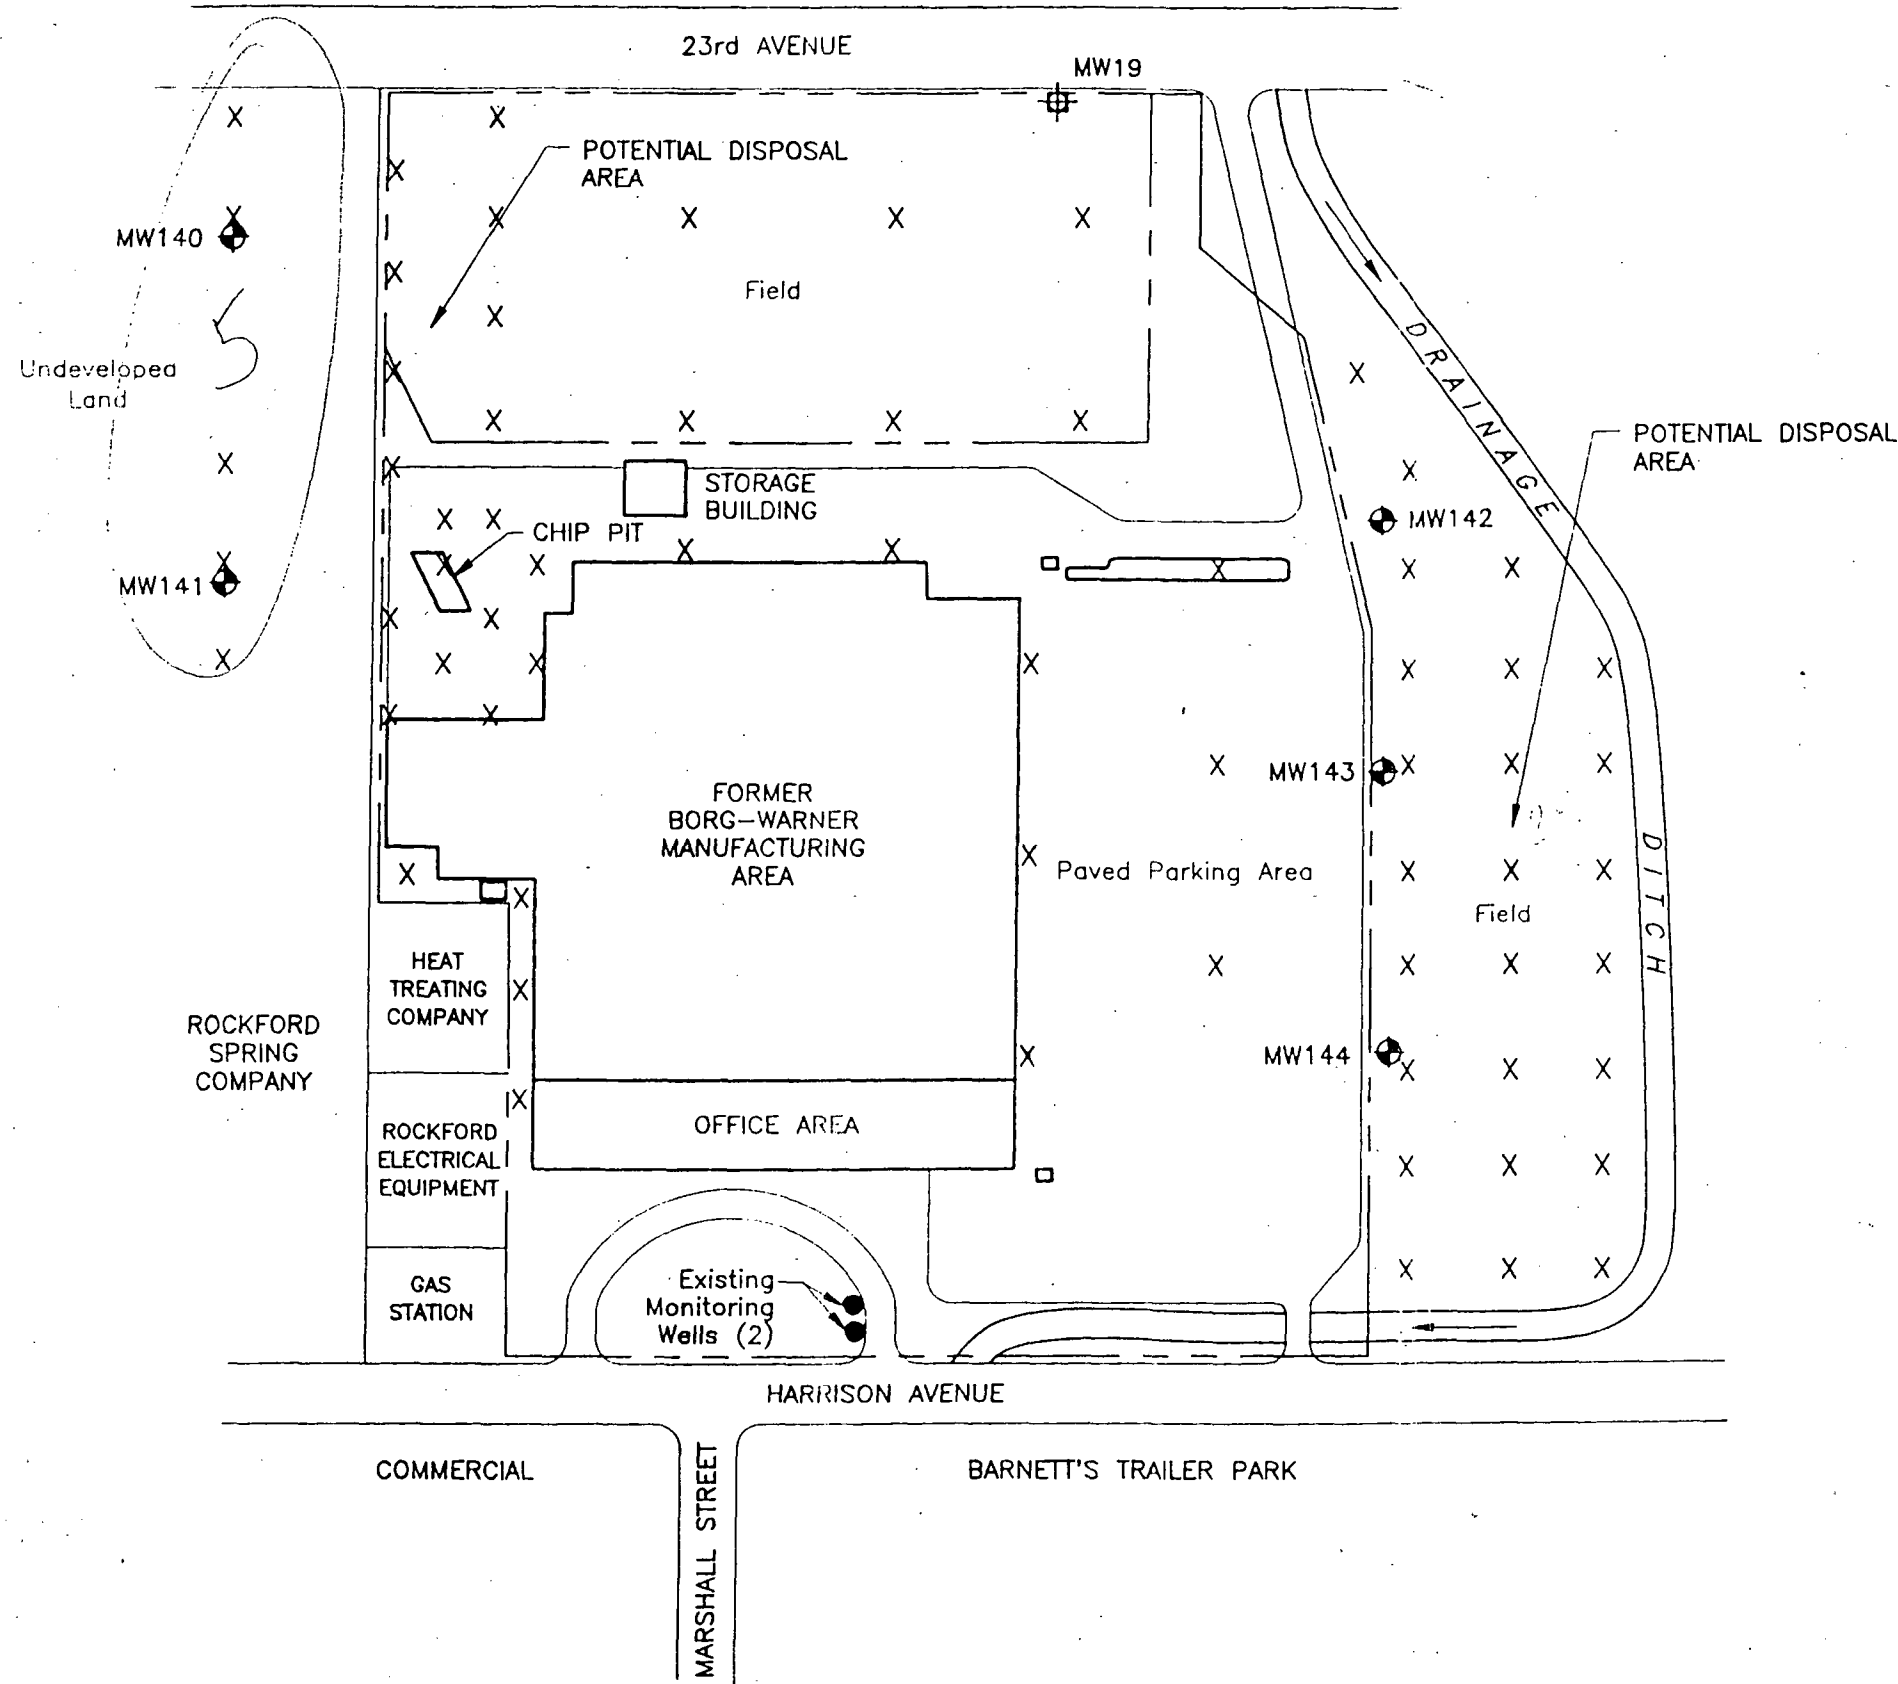 23rd AVENUE
MW19
POTENTIAL DISPOSAL
AREA
MW140
Field
5
Undeveloped
Land
DRAINAGE
POTENTIAL DISPOSAL
AREA
STORAGE
BUILDING
CHIP PIT
MW142
MW141
MW143
FORMER
BORG-WARNER
MANUFACTURING
AREA
Paved Parking Area
Field
DITCH
HEAT
TREATING
COMPANY
ROCKFORD
SPRING
COMPANY
MW144
OFFICE AREA
ROCKFORD
ELECTRICAL
EQUIPMENT
GAS
STATION
Existing
Monitoring
Wells (2)
HARRISON AVENUE
COMMERCIAL
MARSHALL STREET
BARNETT'S TRAILER PARK